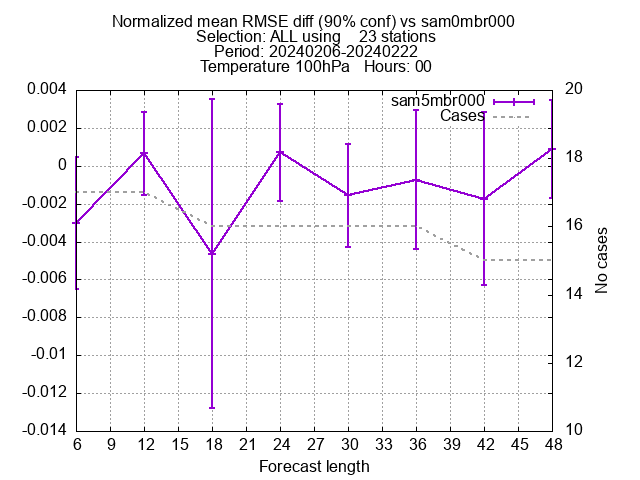 Normalized mean RMSE diff (90% conf) vs sam0mbr000
Selection: ALL using    23 stations
Period: 20240206-20240222
Temperature 100hPa   Hours: 00
0.004
0.002
0
-0.002
-0.004
-0.006
-0.008
-0.01
-0.012
-0.014
sam5mbr000
Cases
20
18
16
14
12
10
No cases
6 9 12 15 18 21 24 27 30 33 36 39 42 45 48
Forecast length